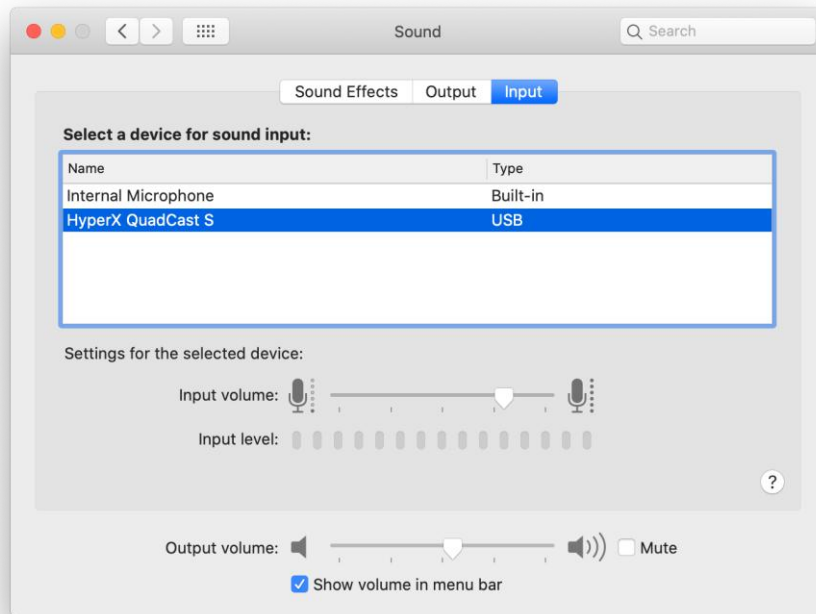 Sound
Search
Sound Effects Output Input
Select a device for sound input:
Name Type
Internal Microphone Built-in
HyperX QuadCast S USB
Settings for the selected device:
Input volume:
Input level:
?
Output volume: Mute
Show volume in menu bar